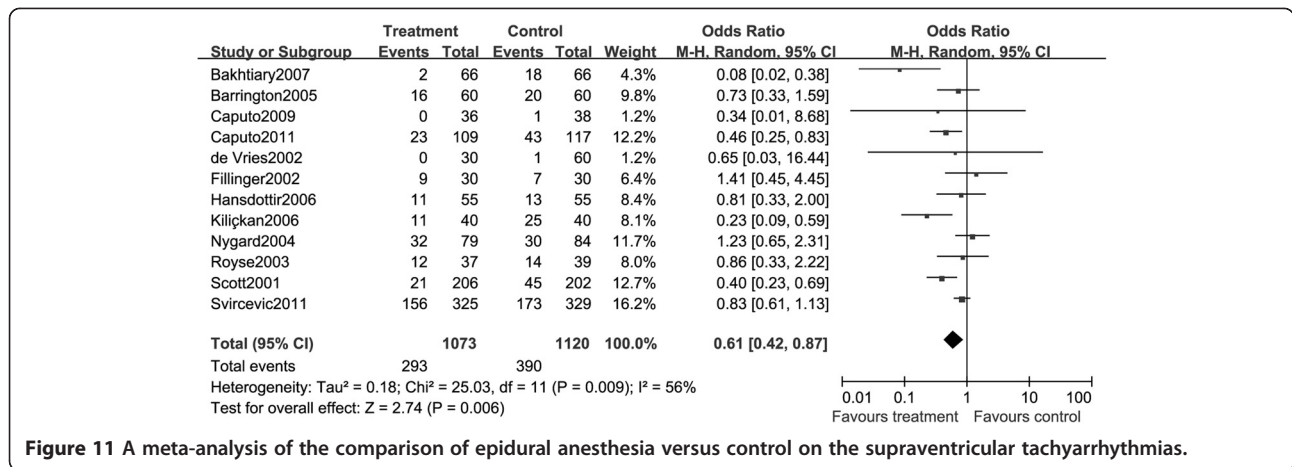 Treatment Control Odds Ratio Odds Ratio
Study or Subgroup Events Total Events Total Weight M-H, Random, 95% CI M-H, Random, 95% CI
Bakhtiary2007 2 66 18 66 4.3% 0.08 [0.02, 0.38]
Barrington2005 16 60 20 60 9.8% 0.73 [0.33, 1.59]
Caputo2009 0 36 1 38 1.2% 0.34 [0.01, 8.68]
Caputo2011 23 109 43 117 12.2% 0.46 [0.25, 0.83]
de Vries2002 0 30 1 60 1.2% 0.65 [0.03, 16.44]
Fillinger2002 9 30 7 30 6.4% 1.41 [0.45, 4.45]
Hansdottir2006 11 55 13 55 8.4% 0.81 [0.33, 2.00]
Kiliçkan2006 11 40 25 40 8.1% 0.23 [0.09, 0.59]
Nygard2004 32 79 30 84 11.7% 1.23 [0.65, 2.31]
Royse2003 12 37 14 39 8.0% 0.86 [0.33, 2.22]
Scott2001 21 206 45 202 12.7% 0.40 [0.23, 0.69]
Svircevic2011 156 325 173 329 16.2% 0.83 [0.61, 1.13]
Total (95% CI) 1073 1120 100.0% 0.61 [0.42, 0.87]
Total events 293 390
Heterogeneity: Tau² = 0.18; Chi² = 25.03, df = 11 (P = 0.009); I² = 56%
Test for overall effect: Z = 2.74 (P = 0.006)
0.01 0.1 1 10 100
Favours treatment Favours control
Figure 11 A meta-analysis of the comparison of epidural anesthesia versus control on the supraventricular tachyarrhythmias.